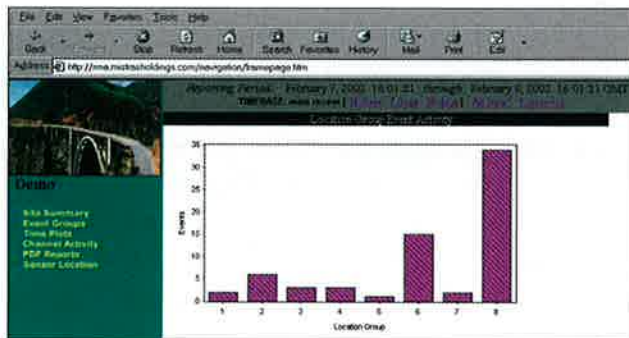 File Edit View Favorites Tools Help
Back Stop Refresh Home Search Favorites History Mail Print Edit
Address http://nne.mistrasholdings.com/navigation/framepage.htm
Reporting Period: February 7, 2002, 16:01:21 through February 8, 2002, 16:01:21 GMT
TIMEBASE:
Location Group Event Activity
Demo
Site Summary
Event Groups
Time Plots
Channel Activity
PDF Reports
Sensor Location
35
30
25
20
15
10
5
0
Events
1 2 3 4 5 6 7 8
Location Group